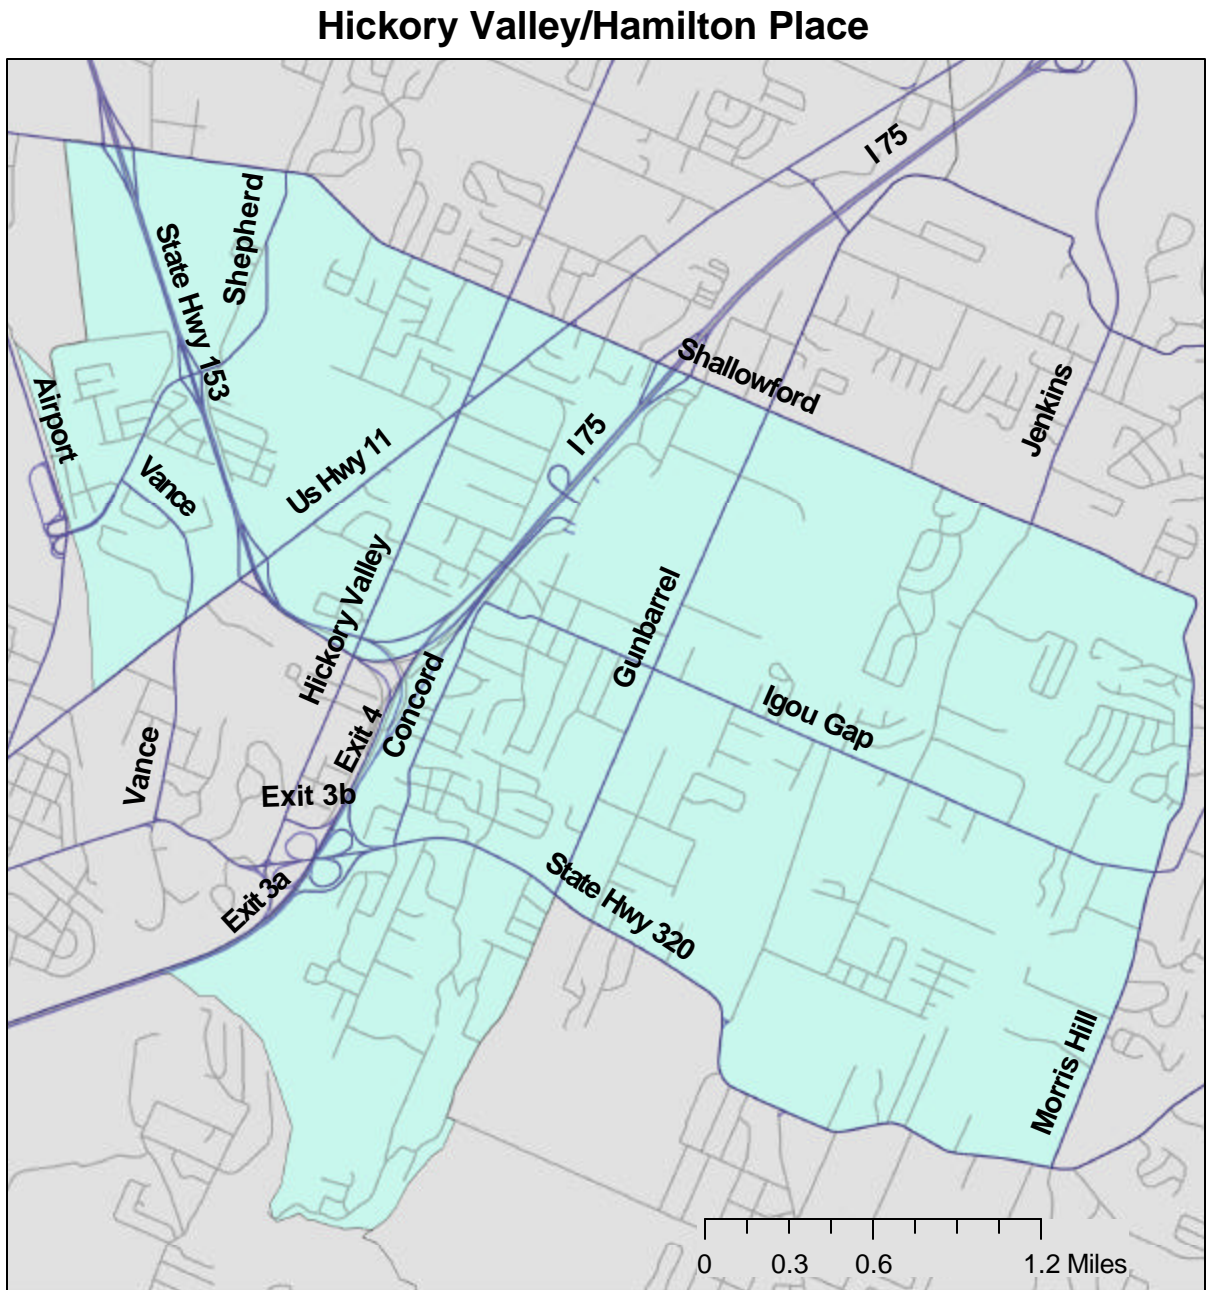 Hickory Valley/Hamilton Place
I 75
Shepherd
State Hwy 153
Shallowford
Jenkins
Airport
I 75
Us Hwy 11
Vance
Hickory Valley
Gunbarrel
Concord
Igou Gap
Exit 4
Vance
Exit 3b
Exit 3a
State Hwy 320
Morris Hill
0 0.3 0.6 1.2 Miles